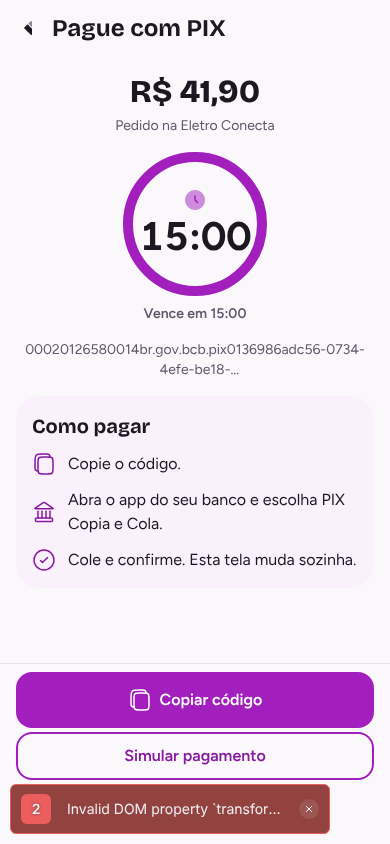 Pague com PIX
R$ 41,90
Pedido na Eletro Conecta
15:00
Vence em 15:00
00020126580014br.gov.bcb.pix0136986adc56-0734-
4efe-be18-...
Como pagar
Copie o código.
Abra o app do seu banco e escolha PIX
Copia e Cola.
Cole e confirme. Esta tela muda sozinha.
Copiar código
Simular pagamento
2 Invalid DOM property `transfor...